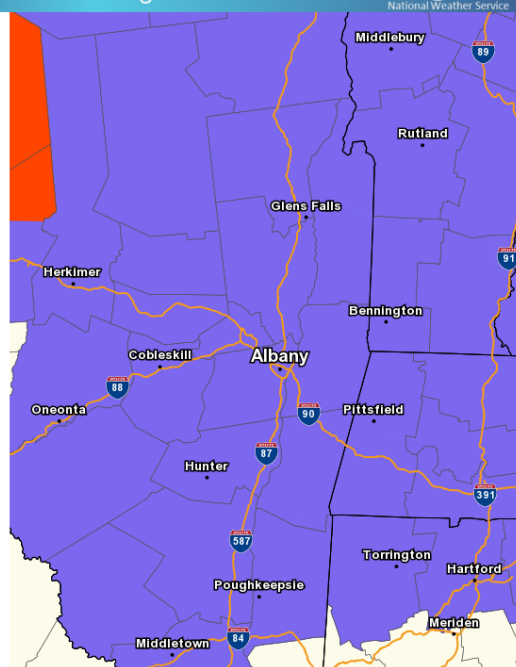 National Weather Service
Middlebury
89
Rutland
Glens Falls
91
Herkimer
Bennington
Cobleskill
Albany
88
Oneonta
90
Pittsfield
87
Hunter
391
587
Torrington
Hartford
Poughkeepsie
Meriden
84
Middletown